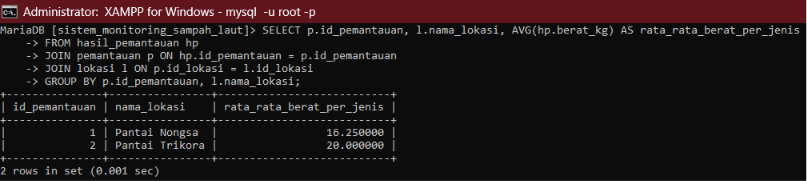 Administrator: XAMPP for Windows - mysql -u root -p
MariaDB [sistem_monitoring_sampah_laut]> SELECT p.id_pemantauan, l.nama_lokasi, AVG(hp.berat_kg) AS rata_rata_berat_per_jenis
    -> FROM hasil_pemantauan hp
    -> JOIN pemantauan p ON hp.id_pemantauan = p.id_pemantauan
    -> JOIN lokasi l ON p.id_lokasi = l.id_lokasi
    -> GROUP BY p.id_pemantauan, l.nama_lokasi;
+---------------+----------------+---------------------------+
| id_pemantauan | nama_lokasi    | rata_rata_berat_per_jenis |
+---------------+----------------+---------------------------+
|             1 | Pantai Nongsa  |                 16.250000 |
|             2 | Pantai Trikora |                 20.000000 |
+---------------+----------------+---------------------------+
2 rows in set (0.001 sec)